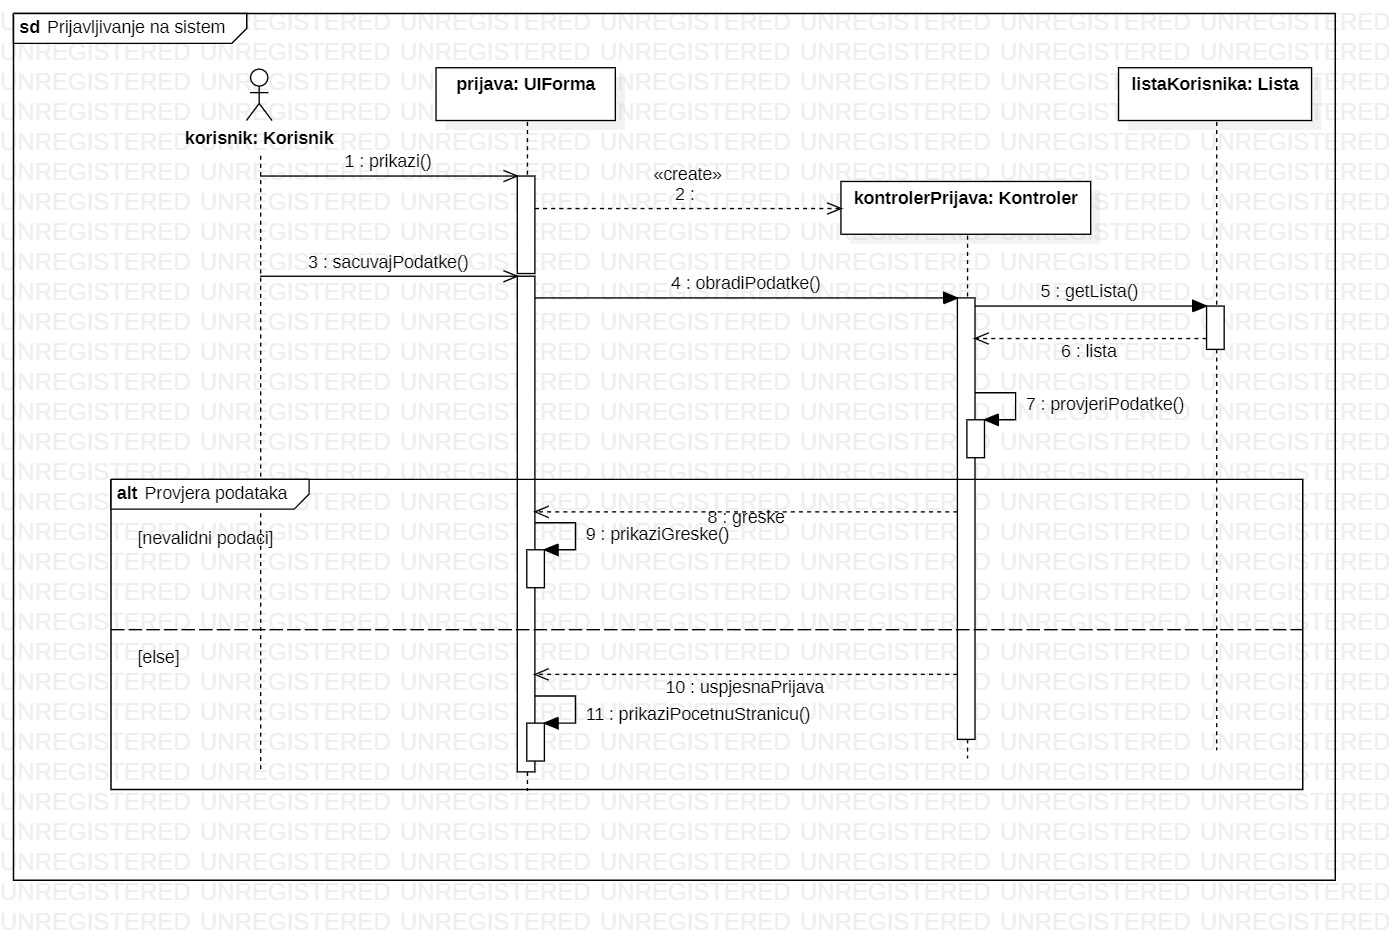 sd Prijavljivanje na sistem
prijava: UIForma
listaKorisnika: Lista
korisnik: Korisnik
1 : prikazi()
«create»
2 :
kontrolerPrijava: Kontroler
3 : sacuvajPodatke()
4 : obradiPodatke()
5 : getLista()
6 : lista
7 : provjeriPodatke()
alt Provjera podataka
8 : greske
[nevalidni podaci]
9 : prikaziGreske()
[else]
10 : uspjesnaPrijava
11 : prikaziPocetnuStranicu()
UNREGISTERED